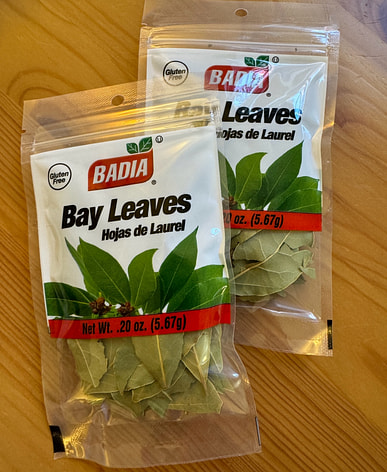 Gluten
Free
BADIA
®
Bay Leaves
Hojas de Laurel
Net Wt. .20 oz. (5.67g)
Gluten
Free
BADIA
®
Bay Leaves
Hojas de Laurel
oz. (5.67g)